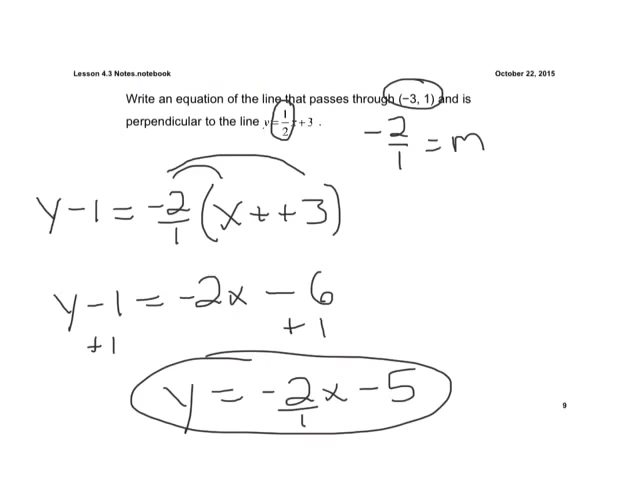 Lesson 4.3 Notes.notebook October 22, 2015
Write an equation of the line that passes through (−3, 1) and is
perpendicular to the line y = 1/2 x + 3 .
-2/1 = m
y-1 = -2/1 (x + +3)
y-1 = -2x - 6
+1 +1
y = -2/1 x - 5
9